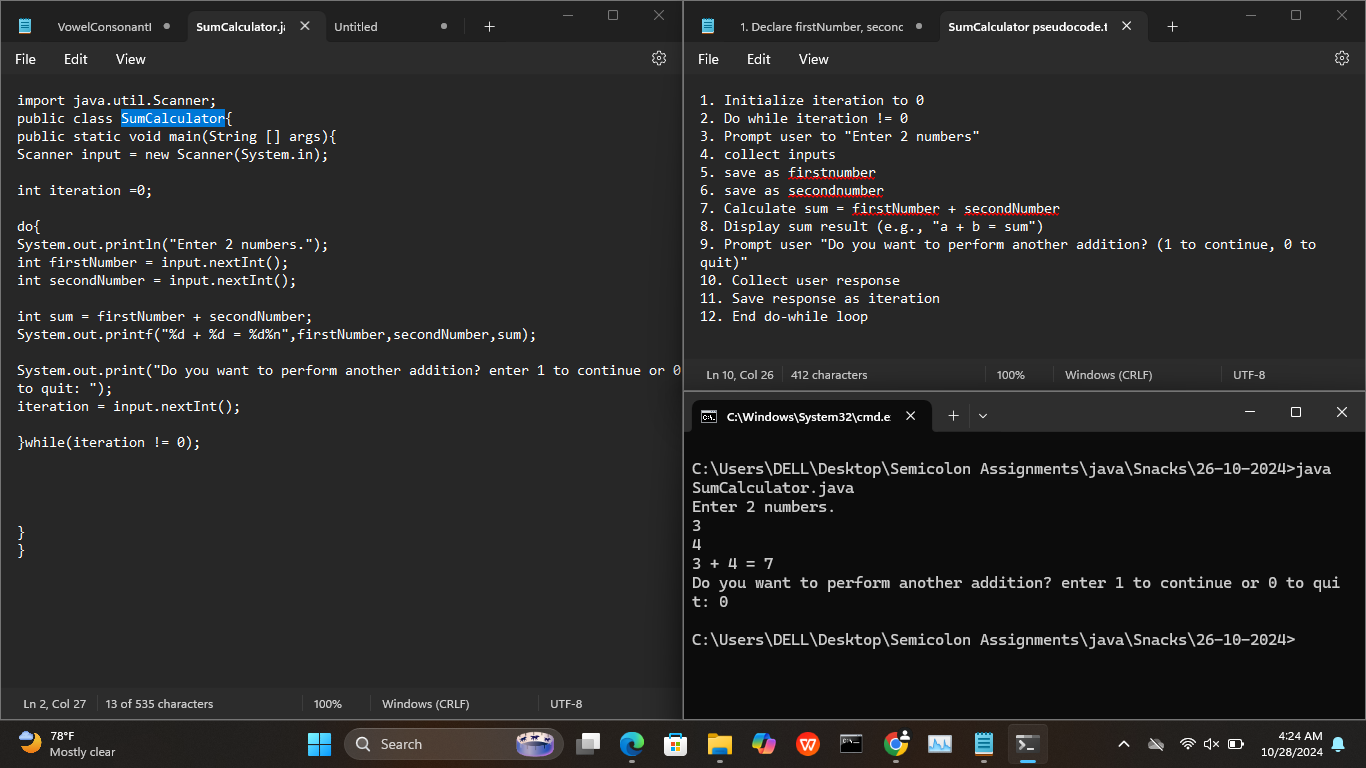 VowelConsonantI
SumCalculator.ja
Untitled
File Edit View
import java.util.Scanner;
public class SumCalculator{
public static void main(String [] args){
Scanner input = new Scanner(System.in);
int iteration =0;
do{
System.out.println("Enter 2 numbers.");
int firstNumber = input.nextInt();
int secondNumber = input.nextInt();
int sum = firstNumber + secondNumber;
System.out.printf("%d + %d = %d%n",firstNumber,secondNumber,sum);
System.out.print("Do you want to perform another addition? enter 1 to continue or 0
to quit: ");
iteration = input.nextInt();
}while(iteration != 0);
}
}
Ln 2, Col 27 13 of 535 characters 100% Windows (CRLF) UTF-8
1. Declare firstNumber, secon
SumCalculator pseudocode.t
File Edit View
1. Initialize iteration to 0
2. Do while iteration != 0
3. Prompt user to "Enter 2 numbers"
4. collect inputs
5. save as firstnumber
6. save as secondnumber
7. Calculate sum = firstNumber + secondNumber
8. Display sum result (e.g., "a + b = sum")
9. Prompt user "Do you want to perform another addition? (1 to continue, 0 to
quit)"
10. Collect user response
11. Save response as iteration
12. End do-while loop
Ln 10, Col 26 412 characters 100% Windows (CRLF) UTF-8
C:\Windows\System32\cmd.e
C:\Users\DELL\Desktop\Semicolon Assignments\java\Snacks\26-10-2024>java
SumCalculator.java
Enter 2 numbers.
3
4
3 + 4 = 7
Do you want to perform another addition? enter 1 to continue or 0 to qui
t: 0
C:\Users\DELL\Desktop\Semicolon Assignments\java\Snacks\26-10-2024>
78°F
Mostly clear
Search
4:24 AM
10/28/2024